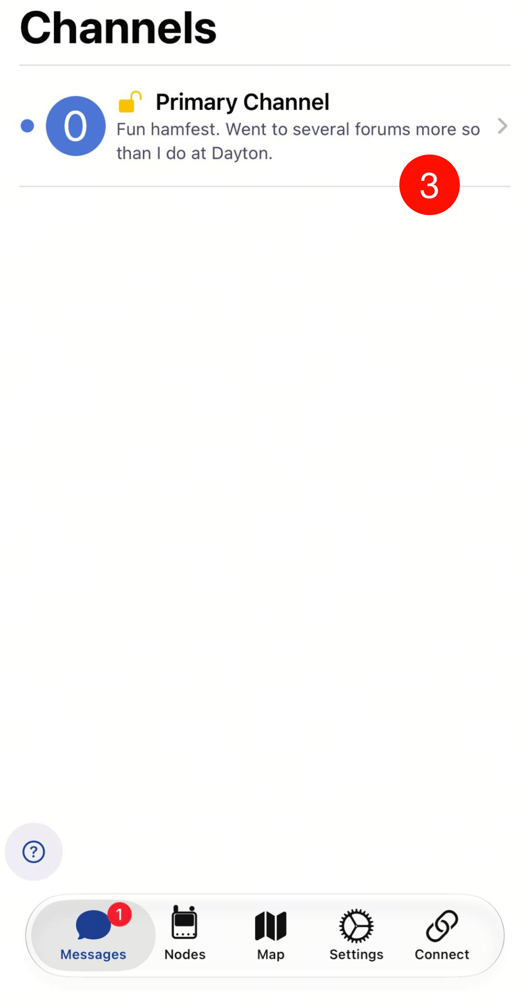 Channels
0
Primary Channel
Fun hamfest. Went to several forums more so
than I do at Dayton.
3
?
1
Messages
Nodes
Map
Settings
Connect